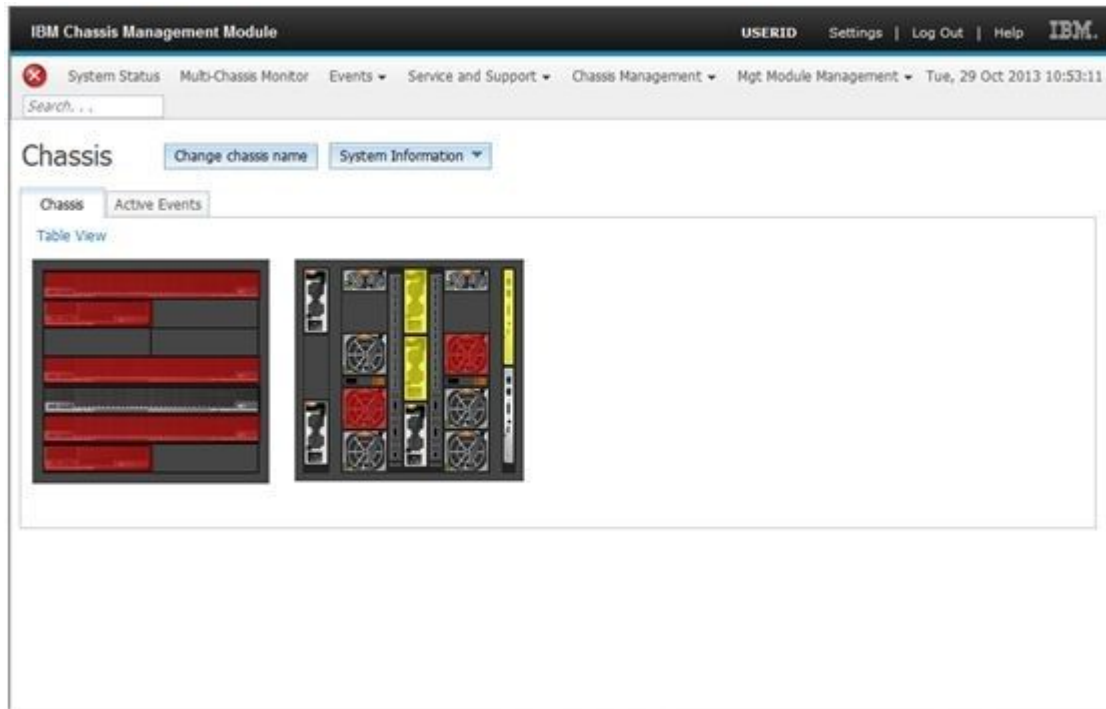 IBM Chassis Management Module USERID Settings | Log Out | Help IBM.
System Status Multi-Chassis Monitor Events Service and Support Chassis Management Mgt Module Management Tue, 29 Oct 2013 10:53:11
Search. . .
Chassis Change chassis name System Information
Chassis Active Events
Table View